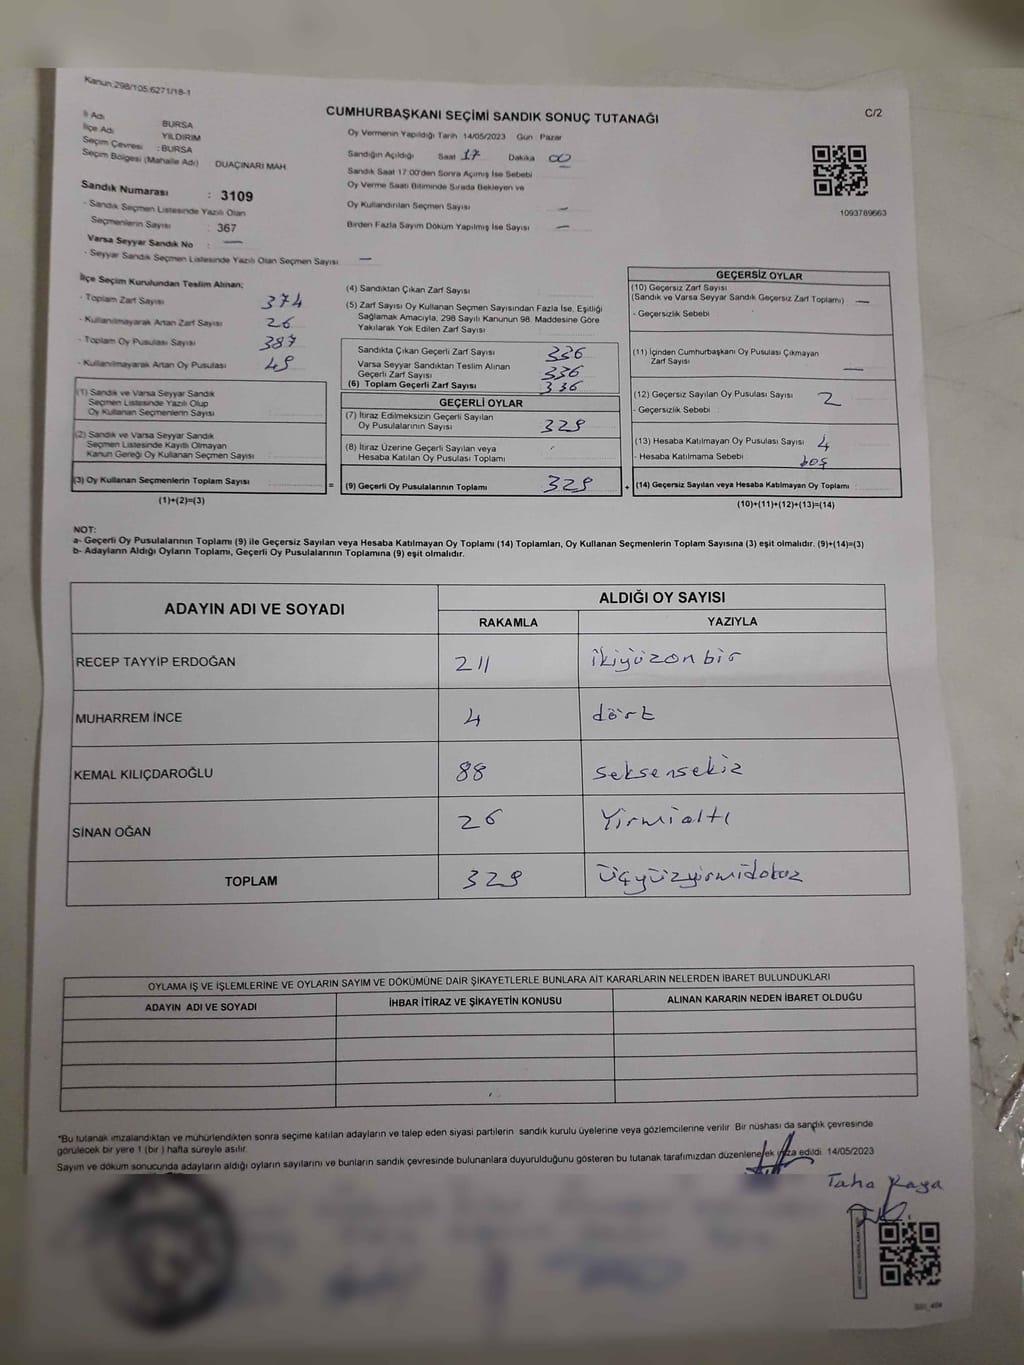 Kanun:298/105;6271/18-1
CUMHURBAŞKANI SEÇİMİ SANDIK SONUÇ TUTANAĞI
C/2
İl Adı BURSA
İlçe Adı YILDIRIM
Seçim Çevresi : BURSA
Seçim Bölgesi (Mahalle Adı) DUAÇINARI MAH
Oy Vermenin Yapıldığı Tarih 14/05/2023 Gün Pazar
Sandığın Açıldığı Saat 17 Dakika 00
Sandık Saat 17:00'den Sonra Açımış İse Sebebi
Oy Verme Saati Bitiminde Sırada Bekleyen ve
Oy Kullandırılan Seçmen Sayısı —
Birden Fazla Sayım Döküm Yapılmış İse Sayısı —
1093789663
Sandık Numarası : 3109
- Sandık Seçmen Listesinde Yazılı Olan
Seçmenlerin Sayısı : 367
Varsa Seyyar Sandık No : —
- Seyyar Sandık Seçmen Listesinde Yazılı Olan Seçmen Sayısı —
İlçe Seçim Kurulundan Teslim Alınan;
- Toplam Zarf Sayısı 374
- Kullanılmayarak Artan Zarf Sayısı 26
- Toplam Oy Pusulası Sayısı 387
- Kullanılmayarak Artan Oy Pusulası 49
(1) Sandık ve Varsa Seyyar Sandık
Seçmen Listesinde Yazılı Olup
Oy Kullanan Seçmenlerin Sayısı
(2) Sandık ve Varsa Seyyar Sandık
Seçmen Listesinde Kayıtlı Olmayan
Kanun Gereği Oy Kullanan Seçmen Sayısı
(3) Oy Kullanan Seçmenlerin Toplam Sayısı
(1)+(2)=(3)
(4) Sandıktan Çıkan Zarf Sayısı
(5) Zarf Sayısı Oy Kullanan Seçmen Sayısından Fazla İse, Eşitliği
Sağlamak Amacıyla, 298 Sayılı Kanunun 98. Maddesine Göre
Yakılarak Yok Edilen Zarf Sayısı
Sandıkta Çıkan Geçerli Zarf Sayısı 336
Varsa Seyyar Sandıktan Teslim Alınan
Geçerli Zarf Sayısı 336
(6) Toplam Geçerli Zarf Sayısı 336
GEÇERLİ OYLAR
(7) İtiraz Edilmeksizin Geçerli Sayılan
Oy Pusulalarının Sayısı 329
(8) İtiraz Üzerine Geçerli Sayılan veya
Hesaba Katılan Oy Pusulası Toplamı
= (9) Geçerli Oy Pusulalarının Toplamı 329 +
GEÇERSİZ OYLAR
(10) Geçersiz Zarf Sayısı
(Sandık ve Varsa Seyyar Sandık Geçersiz Zarf Toplamı) —
- Geçersizlik Sebebi
(11) İçinden Cumhurbaşkanı Oy Pusulası Çıkmayan
Zarf Sayısı —
(12) Geçersiz Sayılan Oy Pusulası Sayısı 2
- Geçersizlik Sebebi
(13) Hesaba Katılmayan Oy Pusulası Sayısı 4
- Hesaba Katılmama Sebebi boş
(14) Geçersiz Sayılan veya Hesaba Katılmayan Oy Toplamı
(10)+(11)+(12)+(13)=(14)
NOT:
a- Geçerli Oy Pusulalarının Toplamı (9) ile Geçersiz Sayılan veya Hesaba Katılmayan Oy Toplamı (14) Toplamları, Oy Kullanan Seçmenlerin Toplam Sayısına (3) eşit olmalıdır. (9)+(14)=(3)
b- Adayların Aldığı Oyların Toplamı, Geçerli Oy Pusulalarının Toplamına (9) eşit olmalıdır.
ADAYIN ADI VE SOYADI
ALDIĞI OY SAYISI
RAKAMLA YAZIYLA
RECEP TAYYİP ERDOĞAN 211 ikiyüzonbir
MUHARREM İNCE 4 dört
KEMAL KILIÇDAROĞLU 88 seksensekiz
SİNAN OĞAN 26 Yirmialtı
TOPLAM 329 üçyüzyirmidokuz
OYLAMA İŞ VE İŞLEMLERİNE VE OYLARIN SAYIM VE DÖKÜMÜNE DAİR ŞİKAYETLERLE BUNLARA AİT KARARLARIN NELERDEN İBARET BULUNDUKLARI
ADAYIN ADI VE SOYADI İHBAR İTİRAZ VE ŞİKAYETİN KONUSU ALINAN KARARIN NEDEN İBARET OLDUĞU
*Bu tutanak imzalandıktan ve mühürlendikten sonra seçime katılan adayların ve talep eden siyasi partilerin sandık kurulu üyelerine veya gözlemcilerine verilir. Bir nüshası da sandık çevresinde
görülecek bir yere 1 (bir) hafta süreyle asılır.
Sayım ve döküm sonucunda adayların aldığı oyların sayılarını ve bunların sandık çevresinde bulunanlara duyurulduğunu gösteren bu tutanak tarafımızdan düzenlenerek imza edildi. 14/05/2023
Taha Kaya